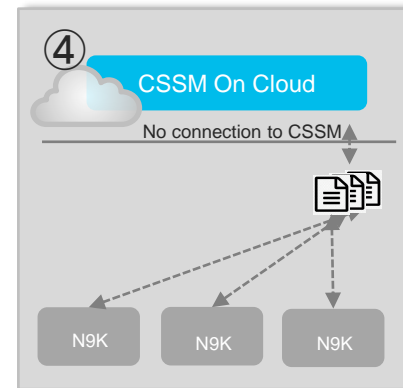 ④
CSSM On Cloud
No connection to CSSM
N9K N9K N9K